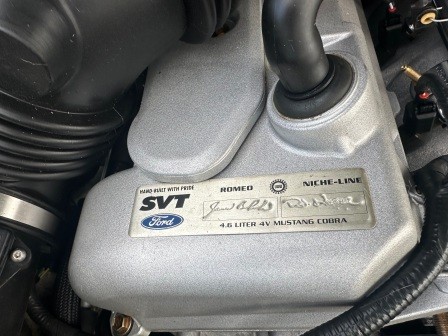 HAND-BUILT WITH PRIDE ROMEO NICHE-LINE
SVT
Ford
4.6 LITER 4V MUSTANG COBRA